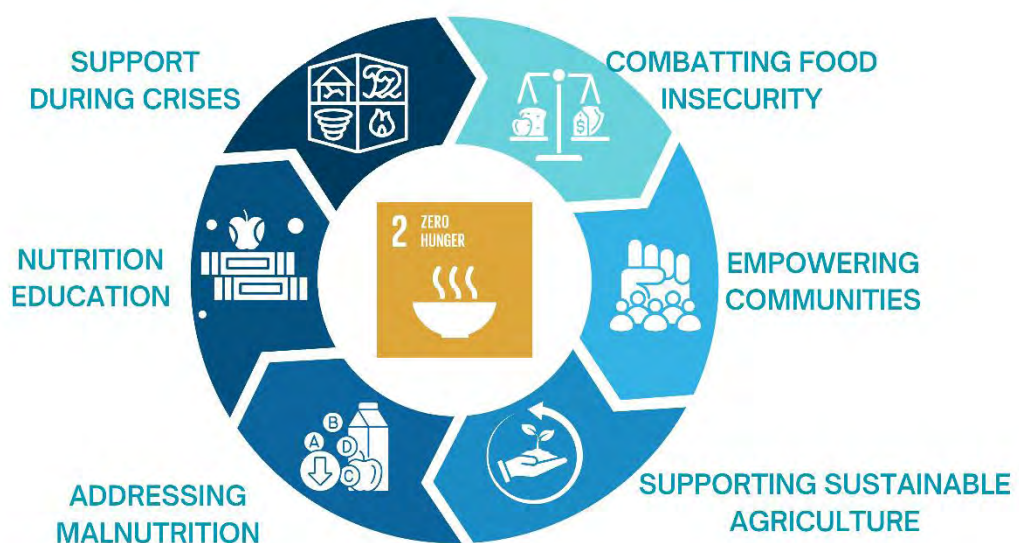 SUPPORT
DURING CRISES
COMBATTING FOOD
INSECURITY
$
2 ZERO
HUNGER
NUTRITION
EDUCATION
EMPOWERING
COMMUNITIES
B
A
D
C
ADDRESSING
MALNUTRITION
SUPPORTING SUSTAINABLE
AGRICULTURE